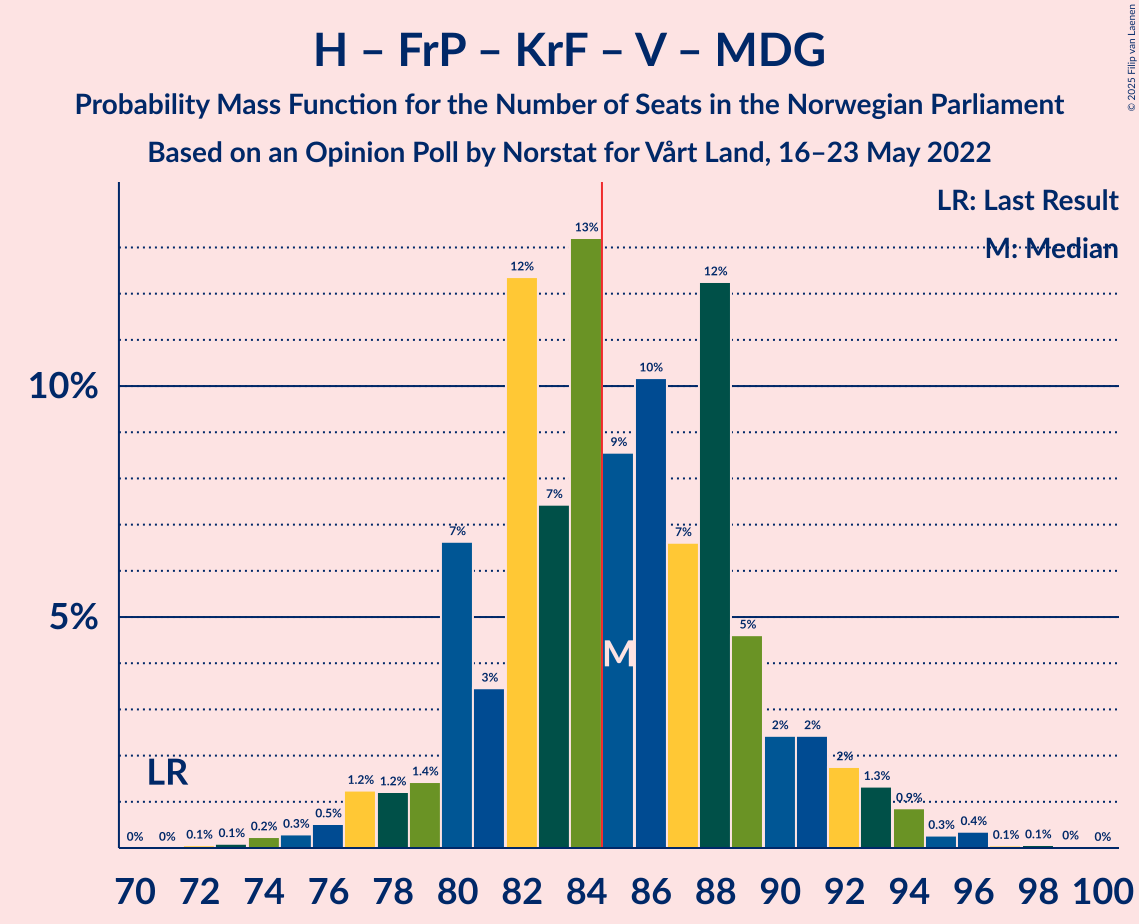 H – FrP – KrF – V – MDG
Probability Mass Function for the Number of Seats in the Norwegian Parliament
Based on an Opinion Poll by Norstat for Vårt Land, 16–23 May 2022
© 2025 Filip van Laenen
LR: Last Result
M: Median
10%
5%
0% 0% 0.1% 0.1% 0.2% 0.3% 0.5% 1.2% 1.2% 1.4% 7% 3% 12% 7% 13% 9% 10% 7% 12% 5% 2% 2% 2% 1.3% 0.9% 0.3% 0.4% 0.1% 0.1% 0% 0%
M
LR
70 72 74 76 78 80 82 84 86 88 90 92 94 96 98 100